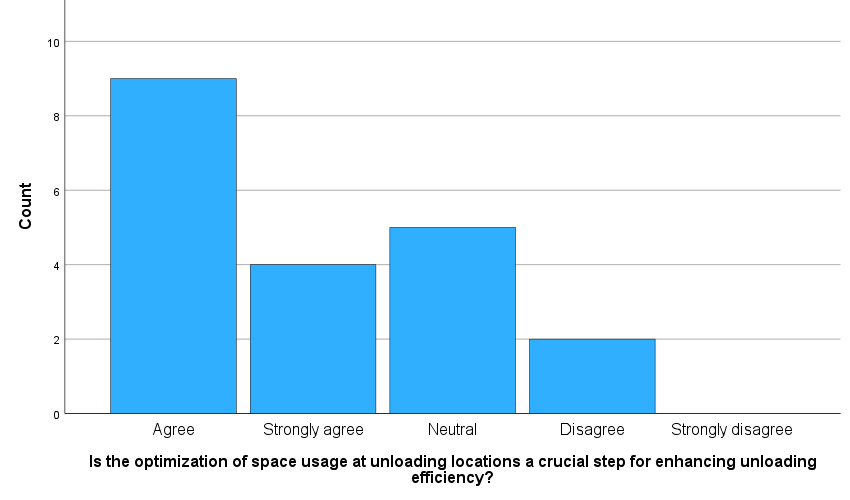 10
8
6
4
2
0
Count
Agree Strongly agree Neutral Disagree Strongly disagree
Is the optimization of space usage at unloading locations a crucial step for enhancing unloading
efficiency?